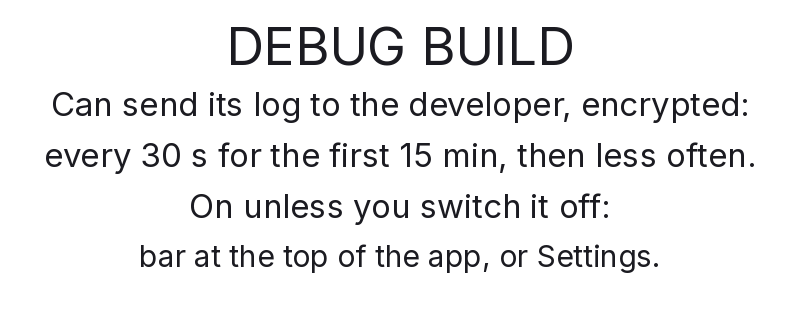 DEBUG BUILD
Can send its log to the developer, encrypted:
every 30 s for the first 15 min, then less often.
On unless you switch it off:
bar at the top of the app, or Settings.